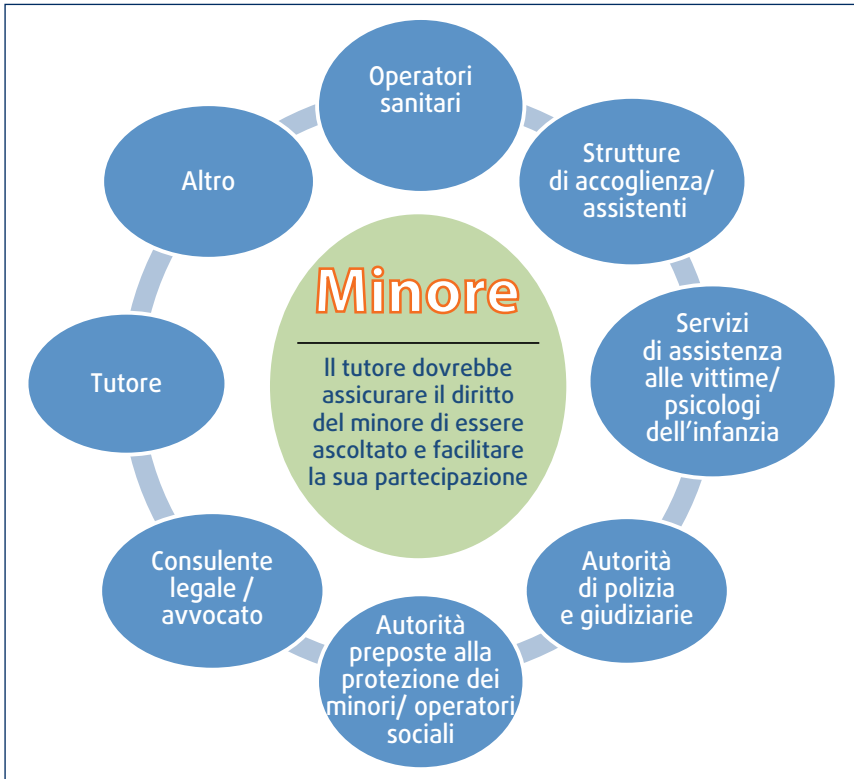 Operatori
sanitari
Strutture
di accoglienza/
assistenti
Servizi
di assistenza
alle vittime/
psicologi
dell'infanzia
Autorità
di polizia
e giudiziarie
Autorità
preposte alla
protezione dei
minori/ operatori
sociali
Consulente
legale /
avvocato
Tutore
Altro
Minore
Il tutore dovrebbe
assicurare il diritto
del minore di essere
ascoltato e facilitare
la sua partecipazione